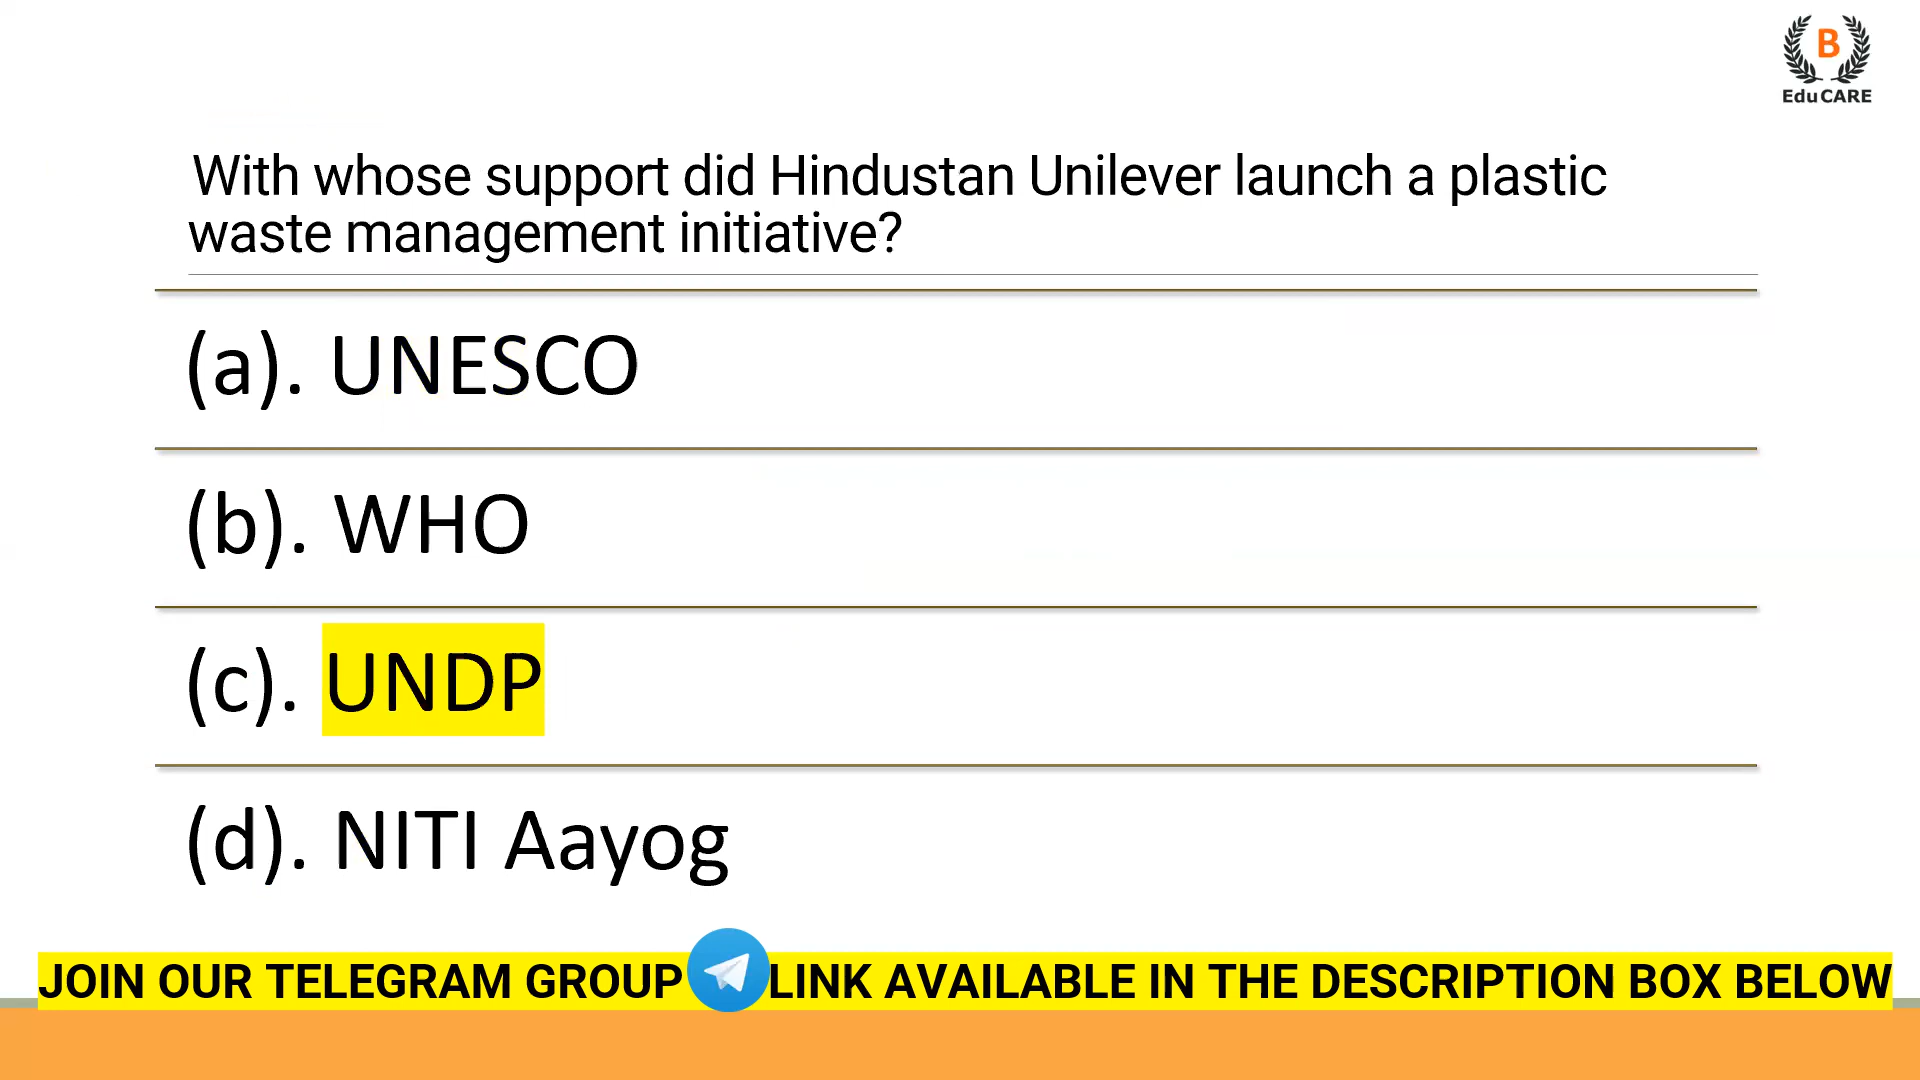 B
EduCARE
With whose support did Hindustan Unilever launch a plastic
waste management initiative?
(a). UNESCO
(b). WHO
(c). UNDP
(d). NITI Aayog
JOIN OUR TELEGRAM GROUP LINK AVAILABLE IN THE DESCRIPTION BOX BELOW